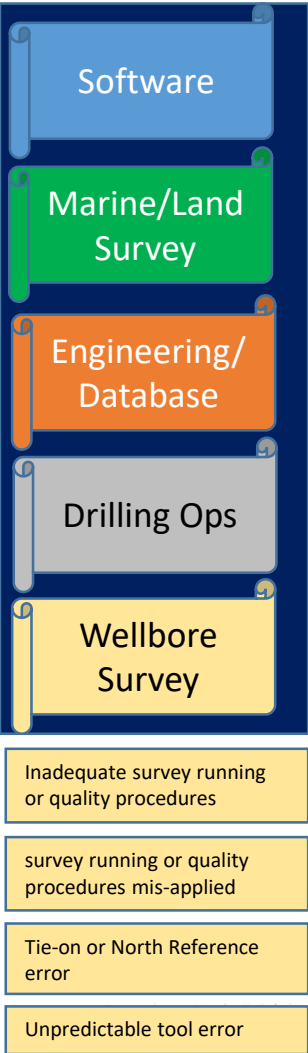 Software
Marine/Land
Survey
Engineering/
Database
Drilling Ops
Wellbore
Survey
Inadequate survey running
or quality procedures
survey running or quality
procedures mis-applied
Tie-on or North Reference
error
Unpredictable tool error